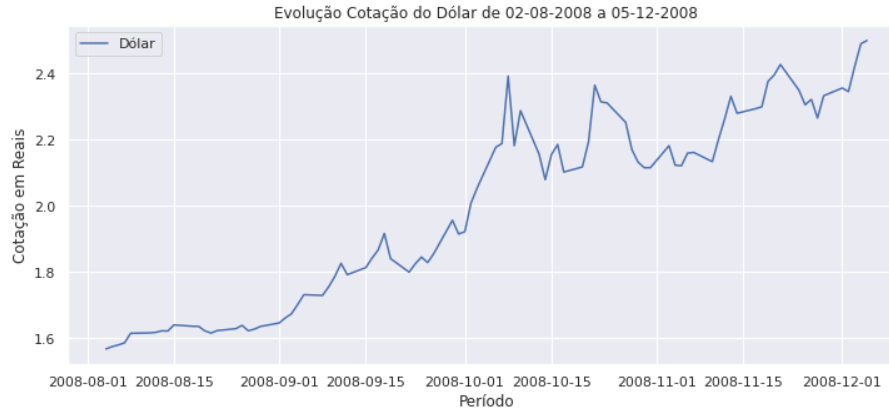 Evolução Cotação do Dólar de 02-08-2008 a 05-12-2008
Dólar
Cotação em Reais
2.4
2.2
2.0
1.8
1.6
2008-08-01 2008-08-15 2008-09-01 2008-09-15 2008-10-01 2008-10-15 2008-11-01 2008-11-15 2008-12-01
Período